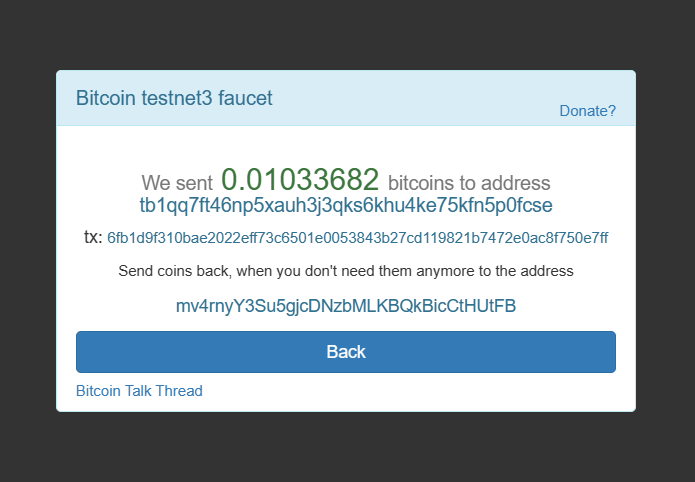 Bitcoin testnet3 faucet
Donate?
We sent 0.01033682 bitcoins to address
tb1qq7ft46np5xauh3j3qks6khu4ke75kfn5p0fcse
tx: 6fb1d9f310bae2022eff73c6501e0053843b27cd119821b7472e0ac8f750e7ff
Send coins back, when you don't need them anymore to the address
mv4rnyY3Su5gjcDNzbMLKBQkBicCtHUtFB
Back
Bitcoin Talk Thread